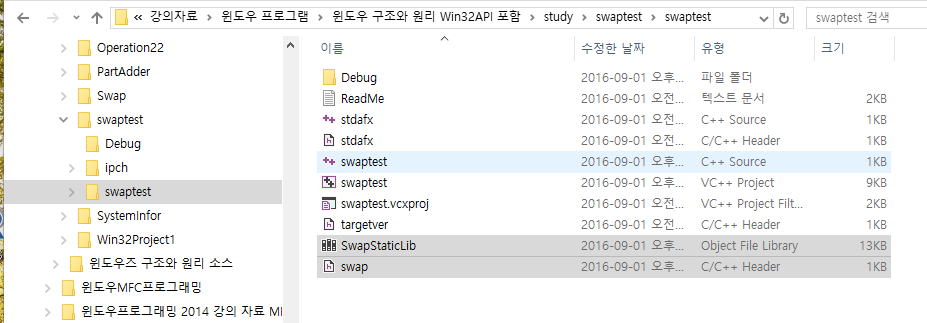 « 강의자료 > 윈도우 프로그램 > 윈도우 구조와 원리 Win32API 포함 > study > swaptest > swaptest
swaptest 검색
Operation22
PartAdder
Swap
swaptest
Debug
ipch
swaptest
SystemInfor
Win32Project1
윈도우즈 구조와 원리 소스
윈도우MFC프로그래밍
윈도우프로그래밍 2014 강의 자료
이름 수정한 날짜 유형 크기
Debug 2016-09-01 오후... 파일 폴더
ReadMe 2016-09-01 오전... 텍스트 문서 2KB
stdafx 2016-09-01 오전... C++ Source 1KB
stdafx 2016-09-01 오전... C/C++ Header 1KB
swaptest 2016-09-01 오후... C++ Source 1KB
swaptest 2016-09-01 오후... VC++ Project 9KB
swaptest.vcxproj 2016-09-01 오전... VC++ Project Filt... 2KB
targetver 2016-09-01 오전... C/C++ Header 1KB
SwapStaticLib 2016-09-01 오후... Object File Library 13KB
swap 2016-09-01 오후... C/C++ Header 1KB